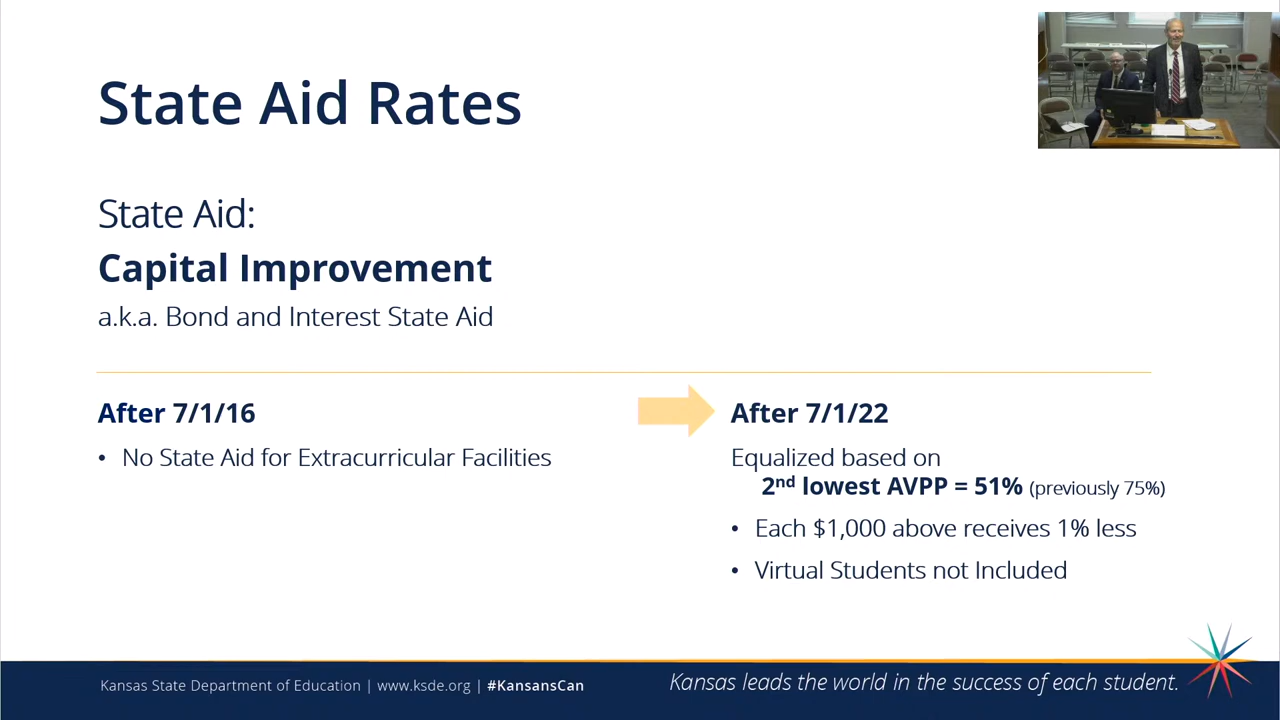 State Aid Rates
State Aid:
Capital Improvement
a.k.a. Bond and Interest State Aid
After 7/1/16
• No State Aid for Extracurricular Facilities
After 7/1/22
Equalized based on
2nd lowest AVPP = 51% (previously 75%)
• Each $1,000 above receives 1% less
• Virtual Students not Included
Kansas State Department of Education | www.ksde.org | #KansansCan
Kansas leads the world in the success of each student.